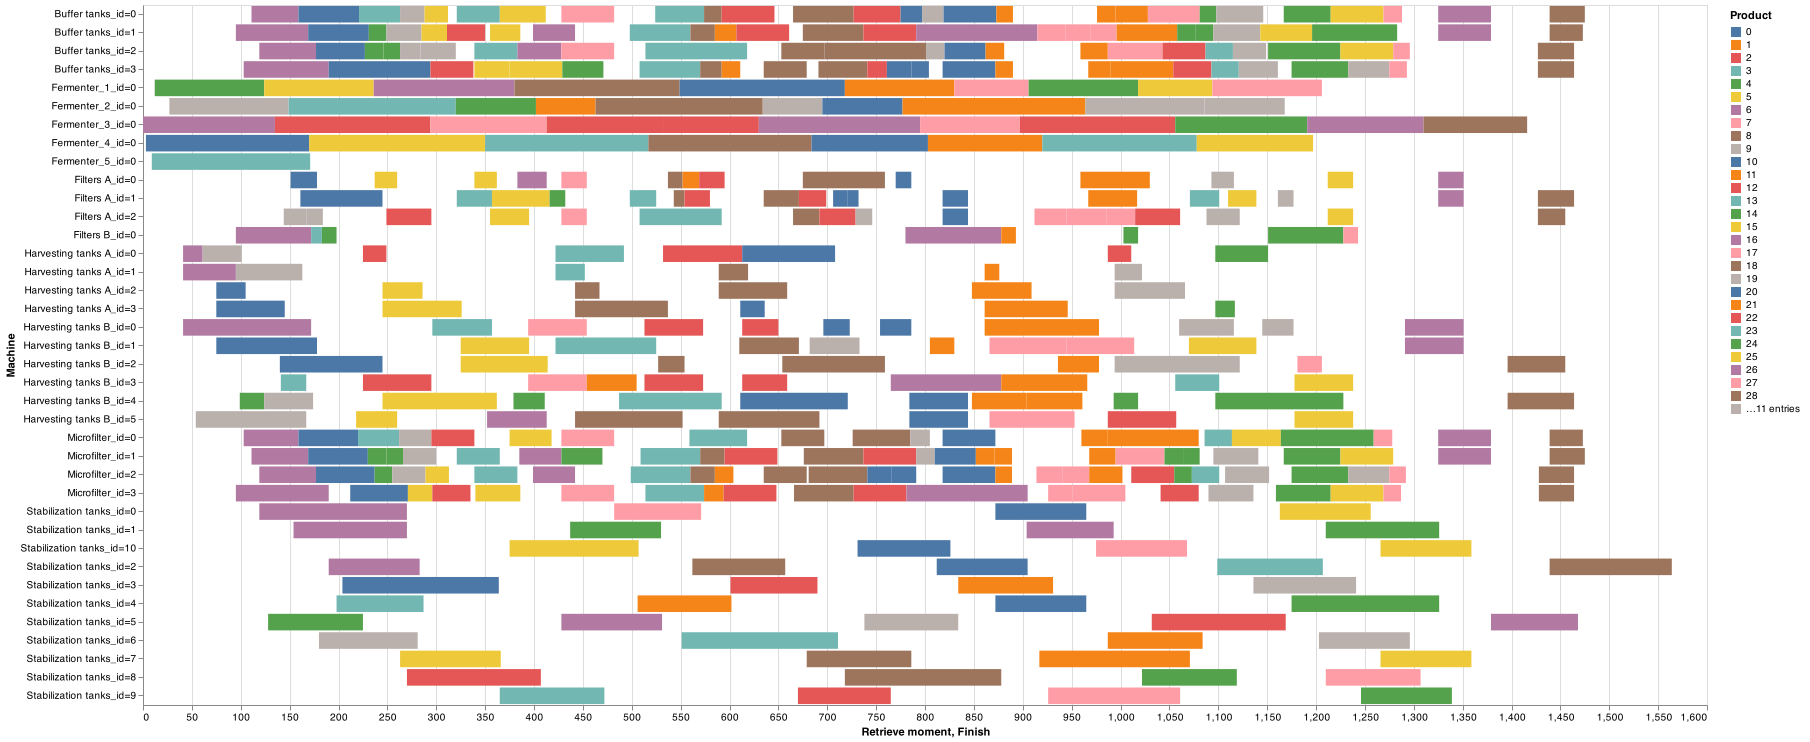 Buffer tanks_id=0
Buffer tanks_id=1
Buffer tanks_id=2
Buffer tanks_id=3
Fermenter_1_id=0
Fermenter_2_id=0
Fermenter_3_id=0
Fermenter_4_id=0
Fermenter_5_id=0
Filters A_id=0
Filters A_id=1
Filters A_id=2
Filters B_id=0
Harvesting tanks A_id=0
Harvesting tanks A_id=1
Harvesting tanks A_id=2
Harvesting tanks A_id=3
Harvesting tanks B_id=0
Harvesting tanks B_id=1
Harvesting tanks B_id=2
Harvesting tanks B_id=3
Harvesting tanks B_id=4
Harvesting tanks B_id=5
Microfilter_id=0
Microfilter_id=1
Microfilter_id=2
Microfilter_id=3
Stabilization tanks_id=0
Stabilization tanks_id=1
Stabilization tanks_id=10
Stabilization tanks_id=2
Stabilization tanks_id=3
Stabilization tanks_id=4
Stabilization tanks_id=5
Stabilization tanks_id=6
Stabilization tanks_id=7
Stabilization tanks_id=8
Stabilization tanks_id=9
Machine
0 50 100 150 200 250 300 350 400 450 500 550 600 650 700 750 800 850 900 950 1,000 1,050 1,100 1,150 1,200 1,250 1,300 1,350 1,400 1,450 1,500 1,550 1,600
Retrieve moment, Finish
Product
0
1
2
3
4
5
6
7
8
9
10
11
12
13
14
15
16
17
18
19
20
21
22
23
24
25
26
27
28
…11 entries